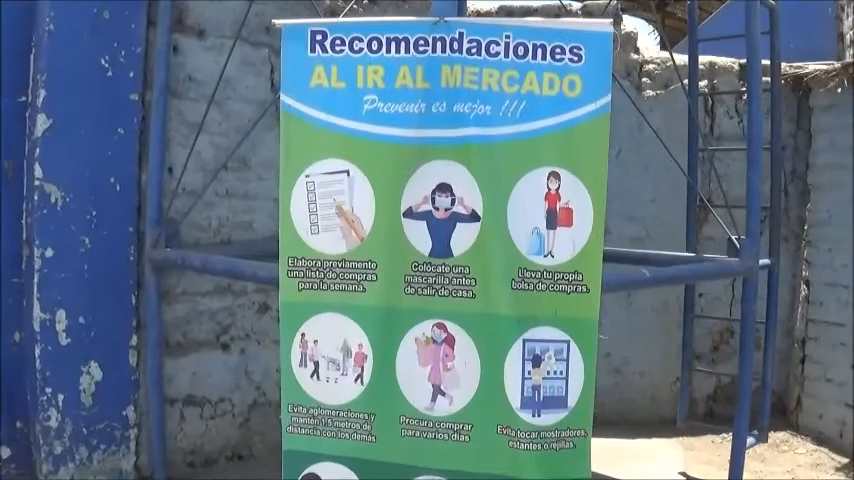 Recomendaciones
AL IR AL MERCADO
Prevenir es mejor !!!
Elabora previamente
una lista de compras
para la semana.
Colócate una
mascarilla antes
de salir de casa.
Lleva tu propia
bolsa de compras.
Evita aglomeraciones y
mantén 1.5 metros de
distancia con los demás.
Procura comprar
para varios días.
Evita tocar mostradores,
estantes o rejillas.